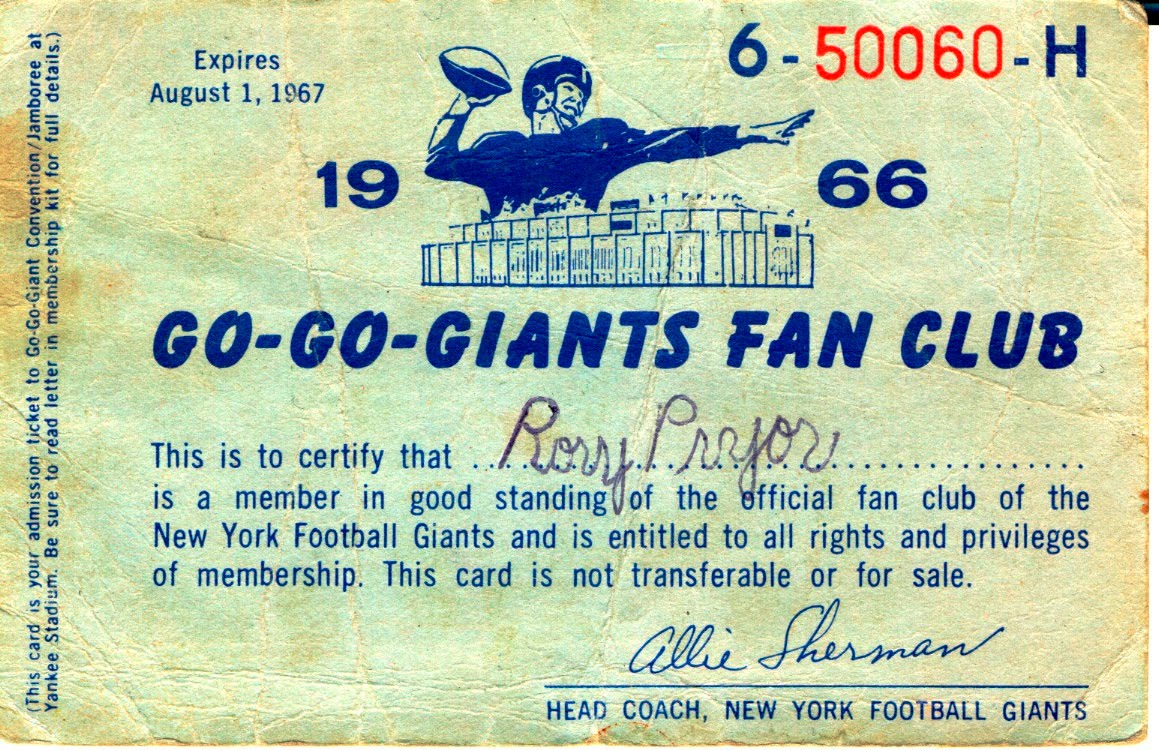 Expires
August 1, 1967
6-50060-H
1966
GO-GO-GIANTS FAN CLUB
This is to certify that Rory Pryor
is a member in good standing of the official fan club of the
New York Football Giants and is entitled to all rights and privileges
of membership. This card is not transferable or for sale.
Allie Sherman
HEAD COACH, NEW YORK FOOTBALL GIANTS
(This card is your admission ticket to Go-Go-Giant Convention/Jamboree at
Yankee Stadium. Be sure to read letter in membership kit for full details.)